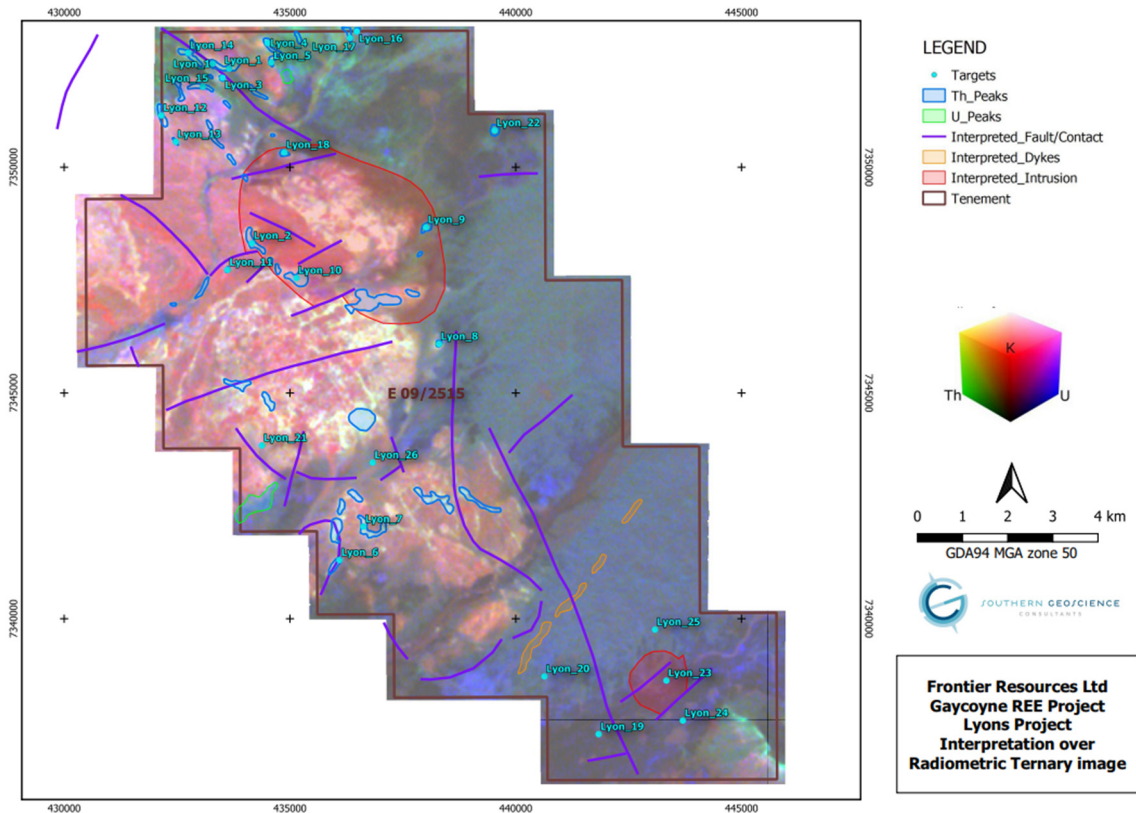 430000 435000 440000 445000
LEGEND
Targets
Th_Peaks
U_Peaks
Interpreted_Fault/Contact
Interpreted_Dykes
Interpreted_Intrusion
Tenement
Lyon_14
Lyon_4
Lyon_17
Lyon_16
Lyon_1
Lyon_5
Lyon_15
Lyon_3
Lyon_12
Lyon_13
Lyon_22
Lyon_18
7350000
7350000
Lyon_9
Lyon_2
Lyon_11
Lyon_10
Lyon_8
K
Th
U
E 09/2515
7345000
7345000
Lyon_21
Lyon_26
Lyon_7
Lyon_6
0 1 2 3 4 km
GDA94 MGA zone 50
SOUTHERN GEOSCIENCE
CONSULTANTS
7340000
7340000
Lyon_25
Lyon_20
Lyon_23
Lyon_24
Lyon_19
Frontier Resources Ltd
Gaycoyne REE Project
Lyons Project
Interpretation over
Radiometric Ternary image
430000 435000 440000 445000